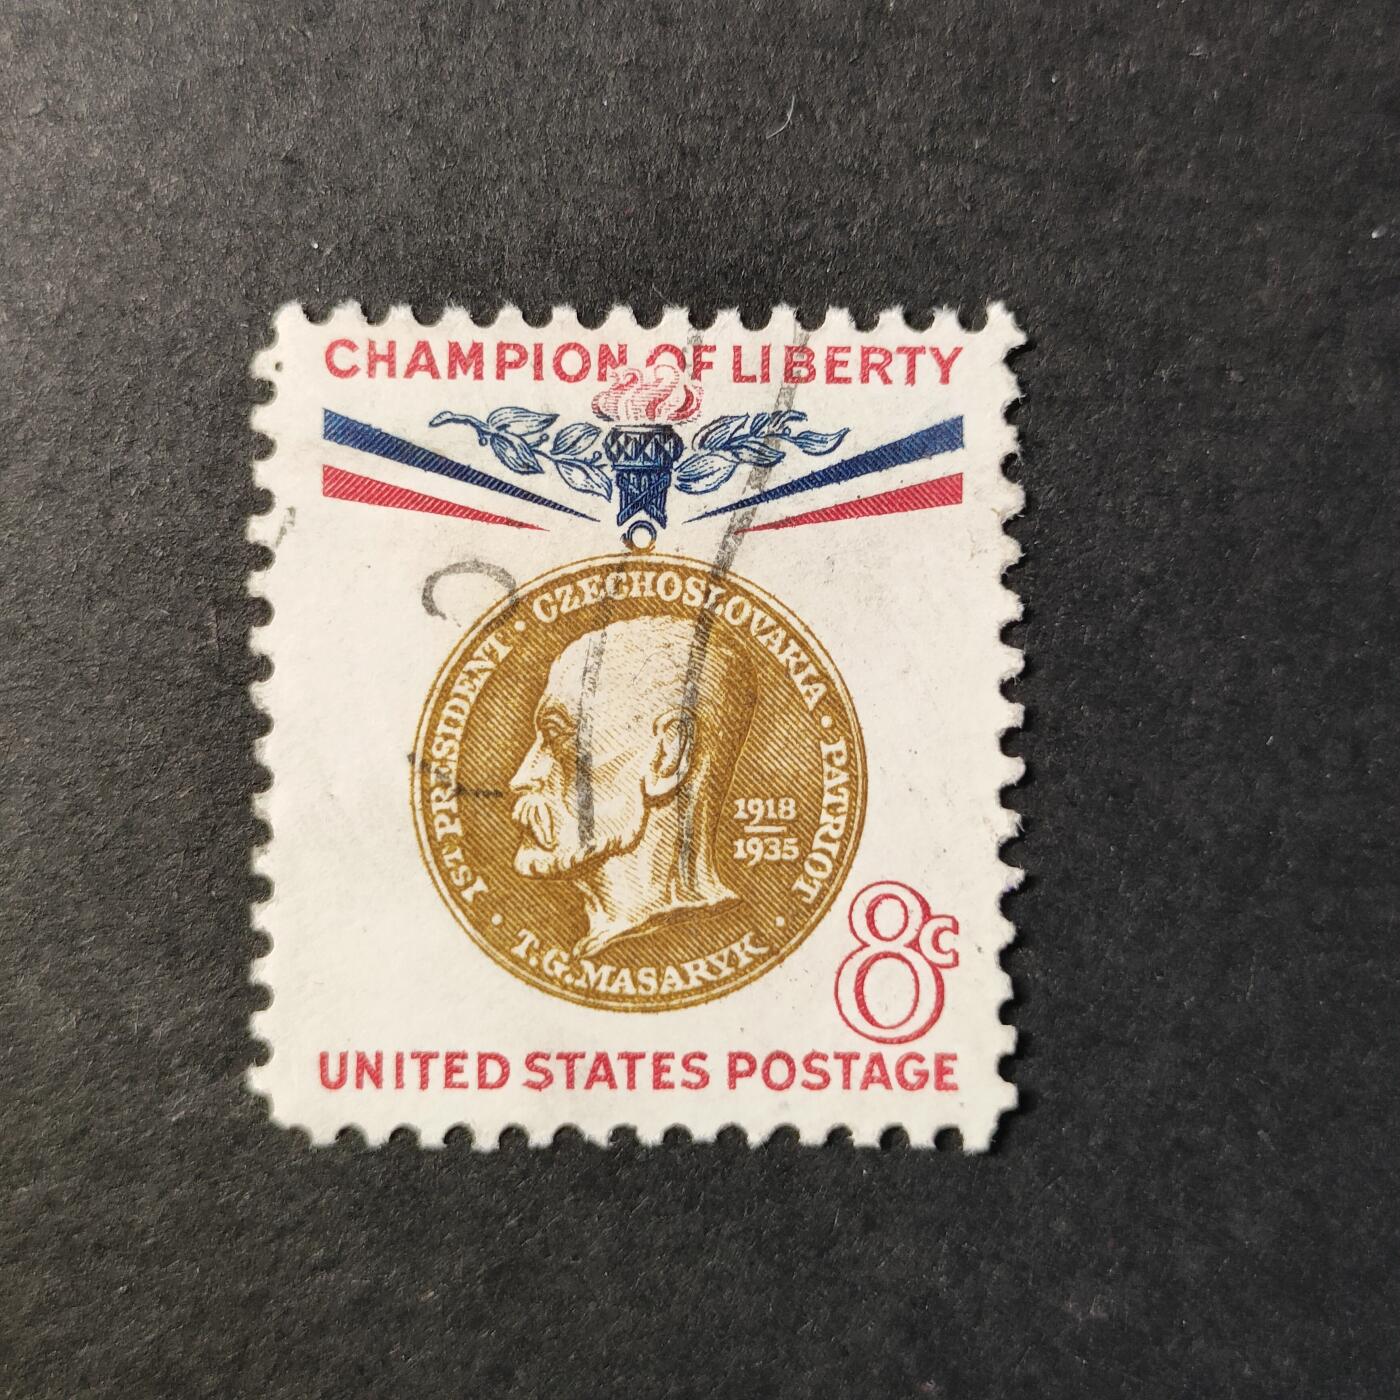 CHAMPION OF LIBERTY
1ST PRESIDENT · CZECHOSLOVAKIA · PATRIOT ·
1918
1935
T.G. MASARYK
8c
UNITED STATES POSTAGE